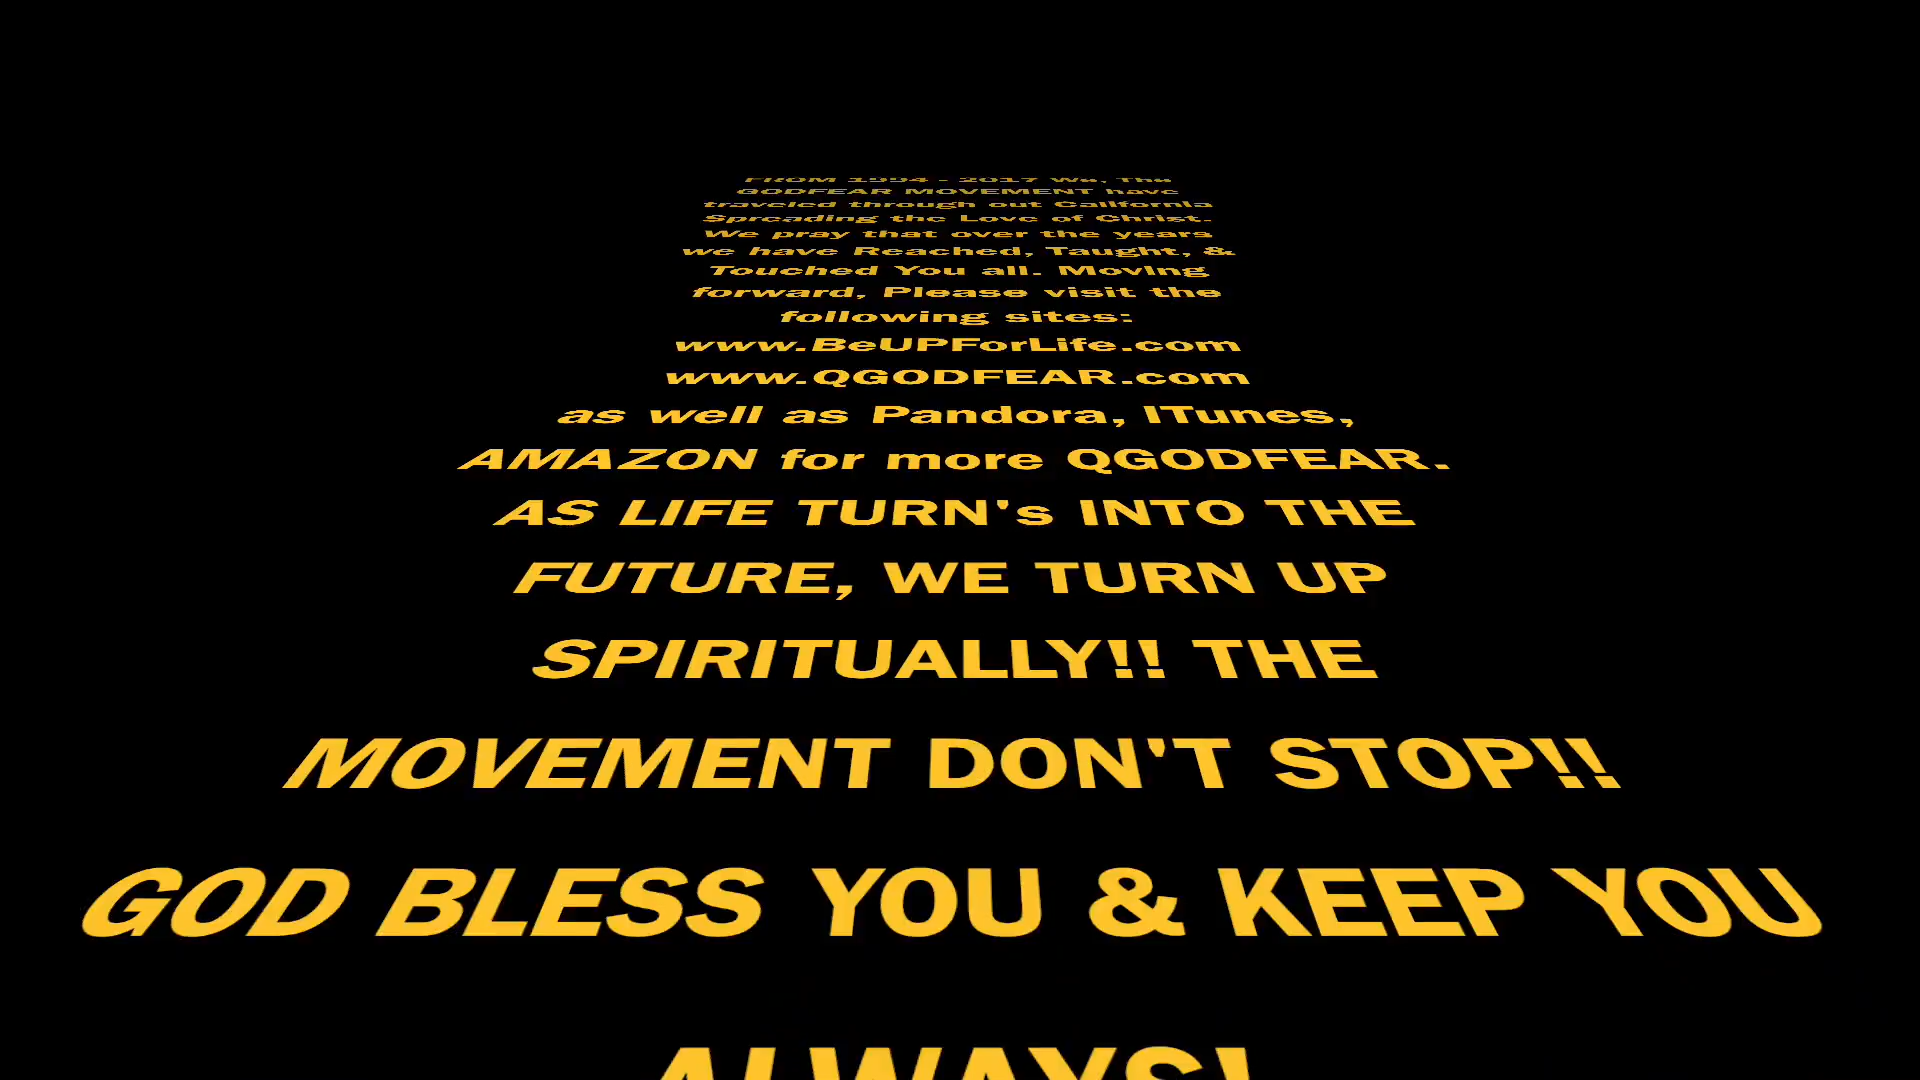 FROM 1994 - 2017 We, The
GODFEAR MOVEMENT have
traveled through out California
Spreading the Love of Christ.
We pray that over the years
we have Reached, Taught, &
Touched You all. Moving
forward, Please visit the
following sites:
www.BeUPForLife.com
www.QGODFEAR.com
as well as Pandora, ITunes,
AMAZON for more QGODFEAR.
AS LIFE TURN's INTO THE
FUTURE, WE TURN UP
SPIRITUALLY!! THE
MOVEMENT DON'T STOP!!
GOD BLESS YOU & KEEP YOU
ALWAYS!